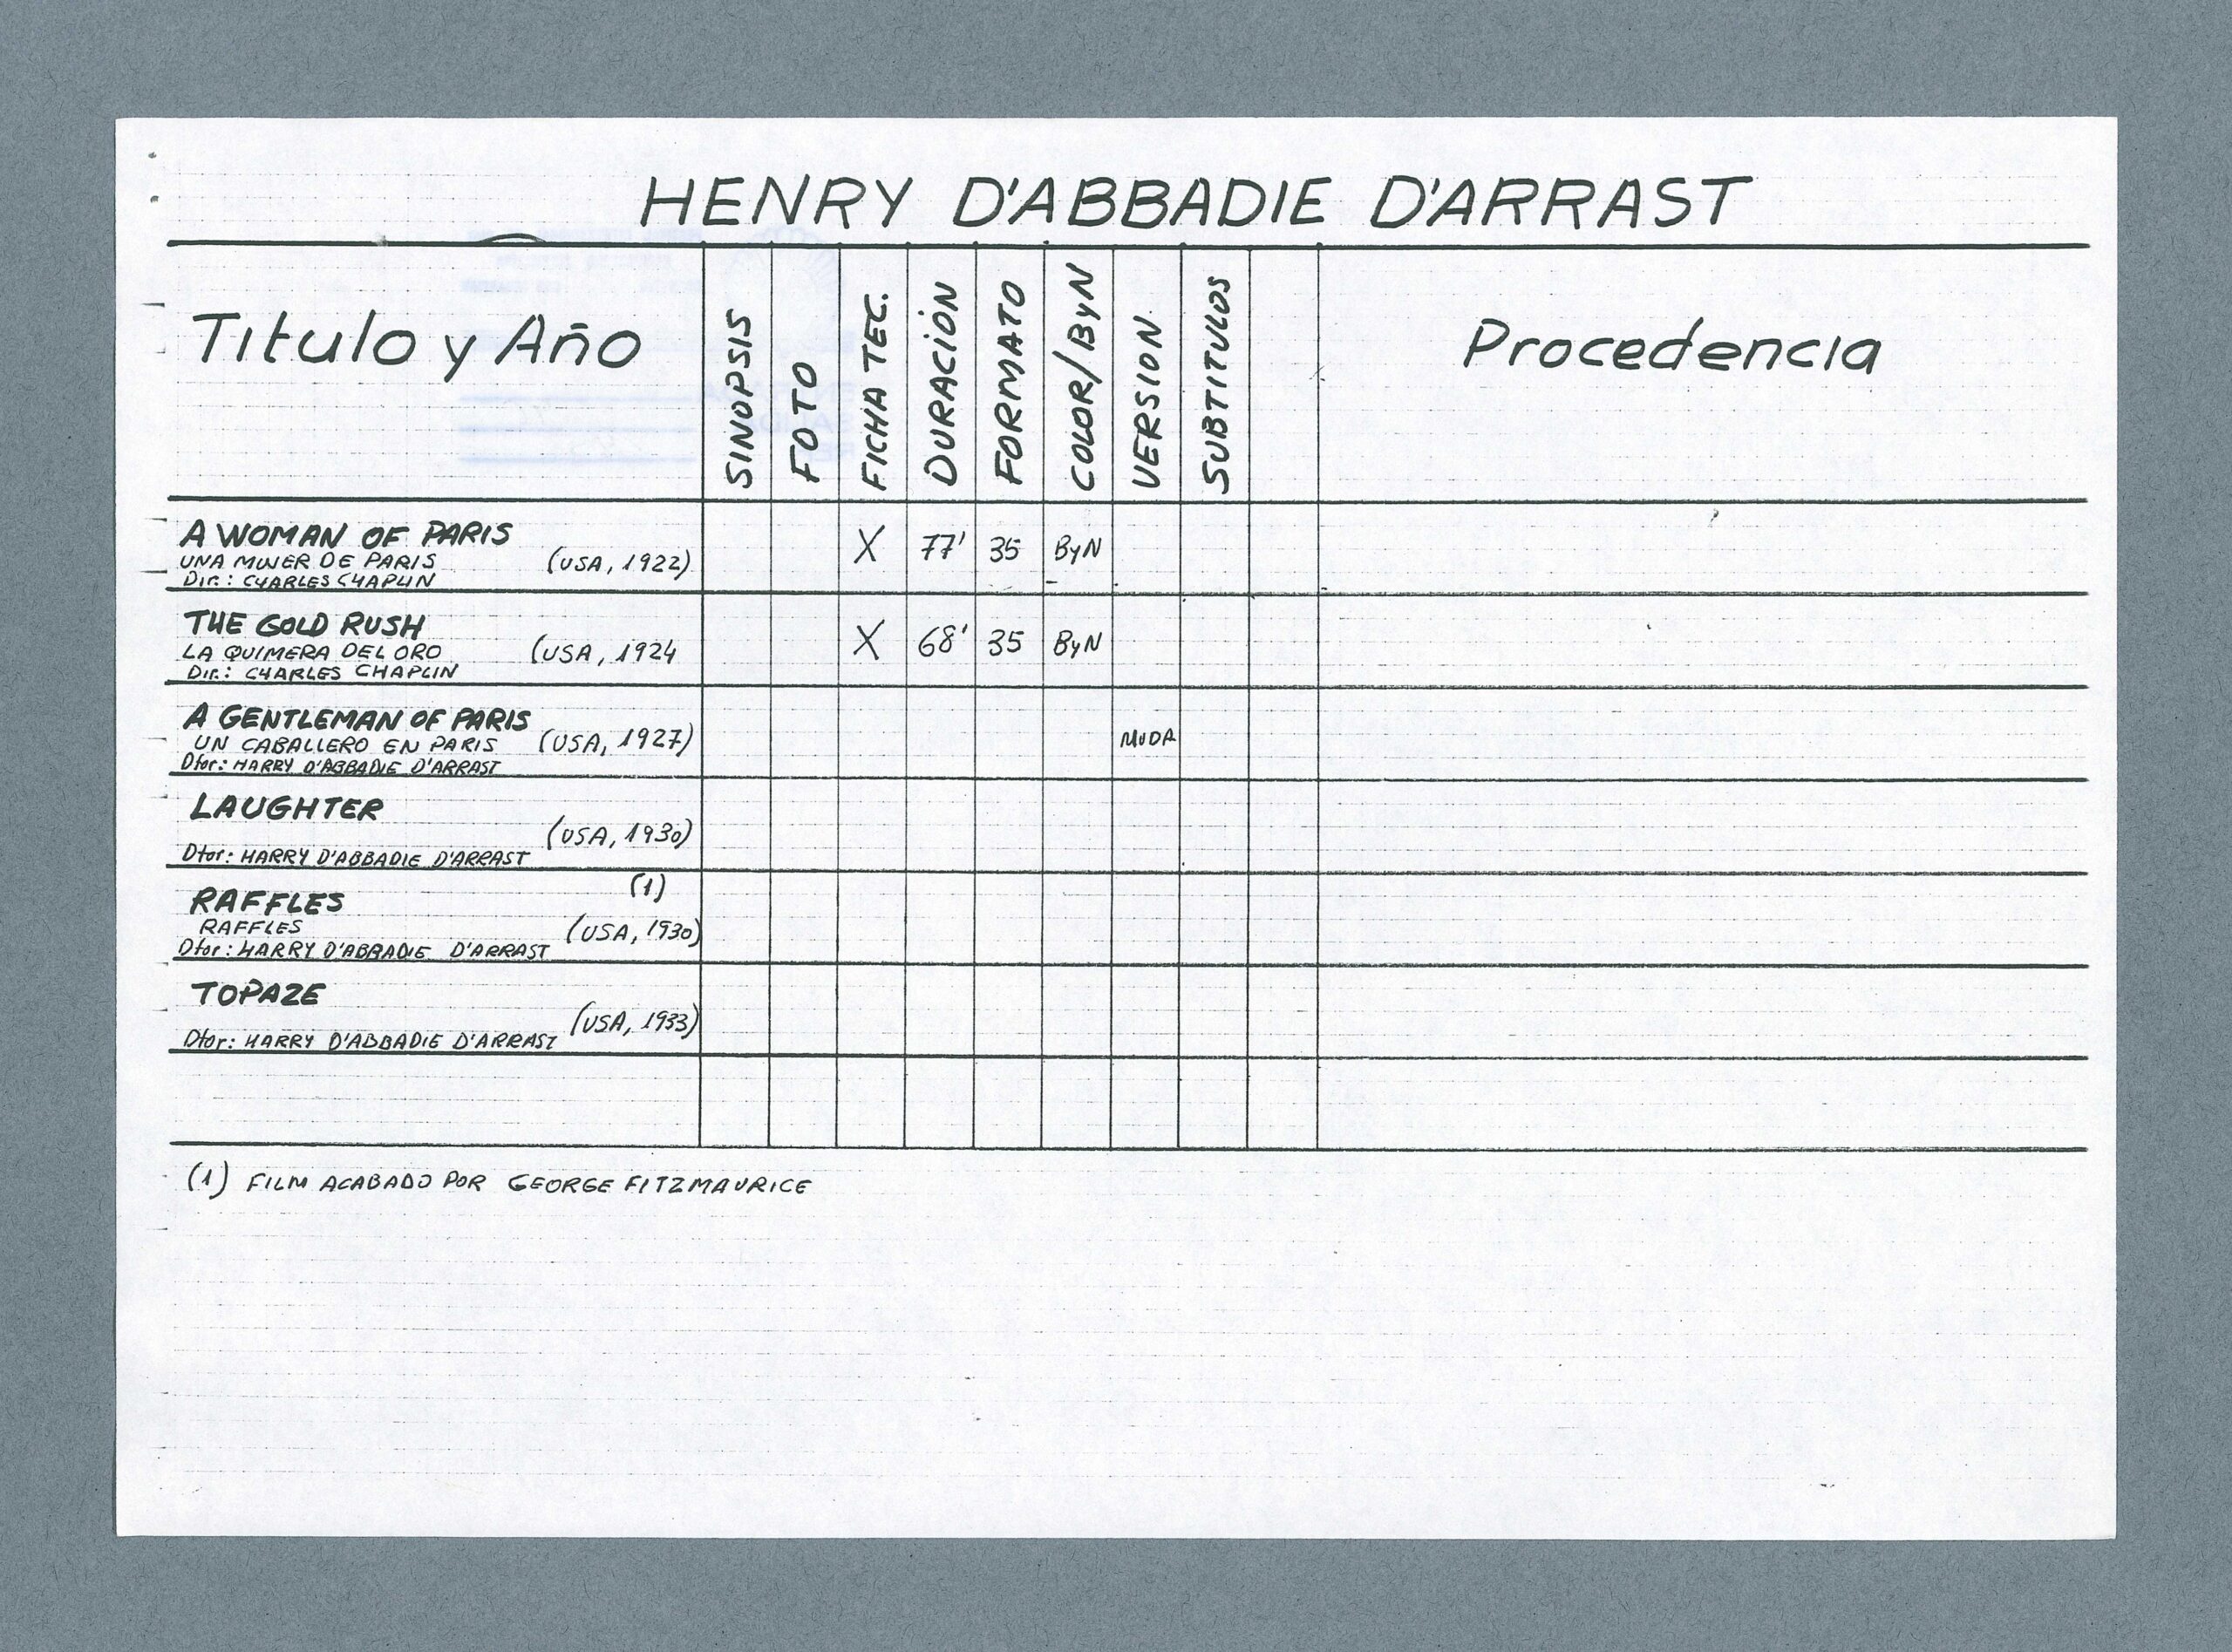 HENRY D'ABBADIE D'ARRAST
Titulo y Año
SINOPSIS
FOTO
FICHA TEC.
DURACIÓN
FORMATO
COLOR/ByN
VERSION
SUBTITULOS
Procedencia
A WOMAN OF PARIS
UNA MUJER DE PARIS (USA, 1922) X 77' 35 ByN
Dir.: CHARLES CHAPLIN
THE GOLD RUSH
LA QUIMERA DEL ORO (USA, 1924 X 68' 35 ByN
Dir.: CHARLES CHAPLIN
A GENTLEMAN OF PARIS
UN CABALLERO EN PARIS (USA, 1927) MUDA
Dtor: HARRY D'ABBADIE D'ARRAST
LAUGHTER
(USA, 1930)
Dtor: HARRY D'ABBADIE D'ARRAST
RAFFLES (1)
RAFFLES (USA, 1930)
Dtor: HARRY D'ABBADIE D'ARRAST
TOPAZE
(USA, 1933)
Dtor: HARRY D'ABBADIE D'ARRAST
(1) FILM ACABADO POR GEORGE FITZMAURICE